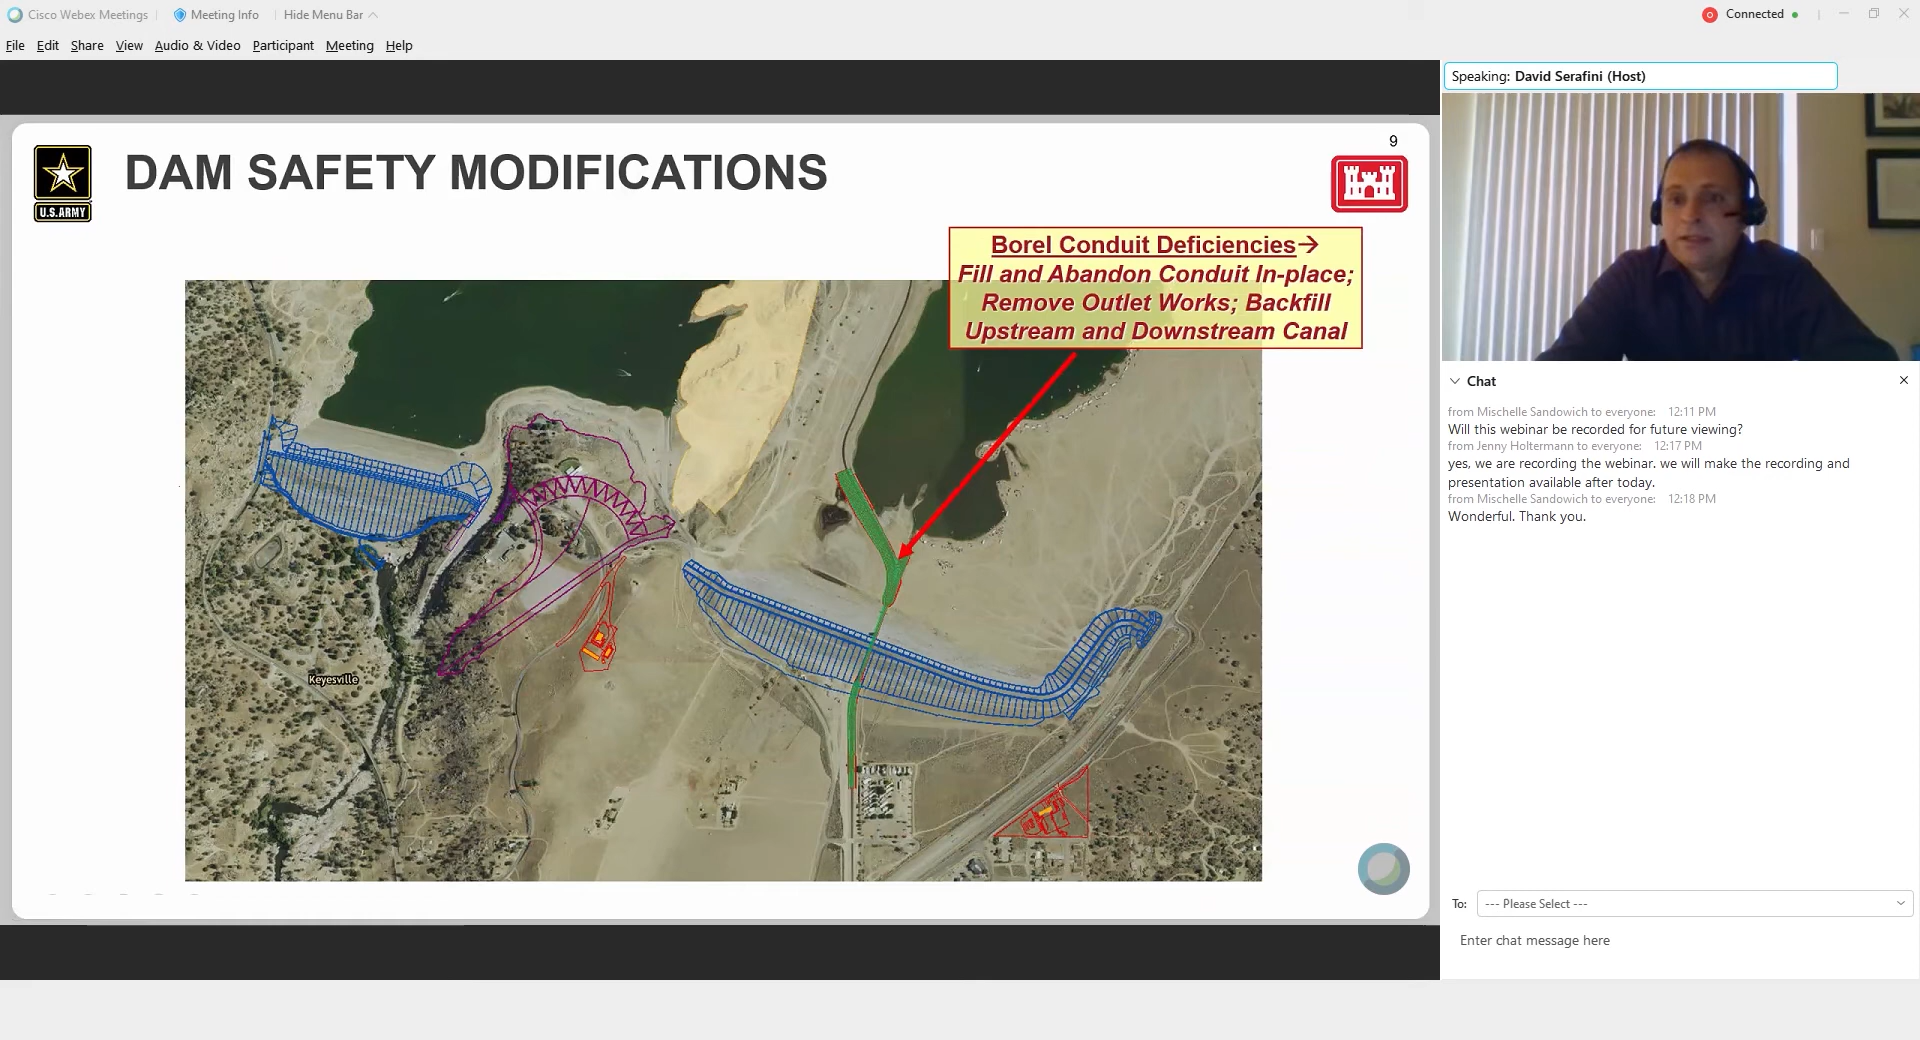 Cisco Webex Meetings
Meeting Info
Hide Menu Bar
Connected
File Edit Share View Audio & Video Participant Meeting Help
Speaking: David Serafini (Host)
9
U.S.ARMY
DAM SAFETY MODIFICATIONS
Borel Conduit Deficiencies→
Fill and Abandon Conduit In-place;
Remove Outlet Works; Backfill
Upstream and Downstream Canal
Keyesville
Chat
from Mischelle Sandowich to everyone: 12:11 PM
Will this webinar be recorded for future viewing?
from Jenny Holtermann to everyone: 12:17 PM
yes, we are recording the webinar. we will make the recording and
presentation available after today.
from Mischelle Sandowich to everyone: 12:18 PM
Wonderful. Thank you.
To: --- Please Select ---
Enter chat message here